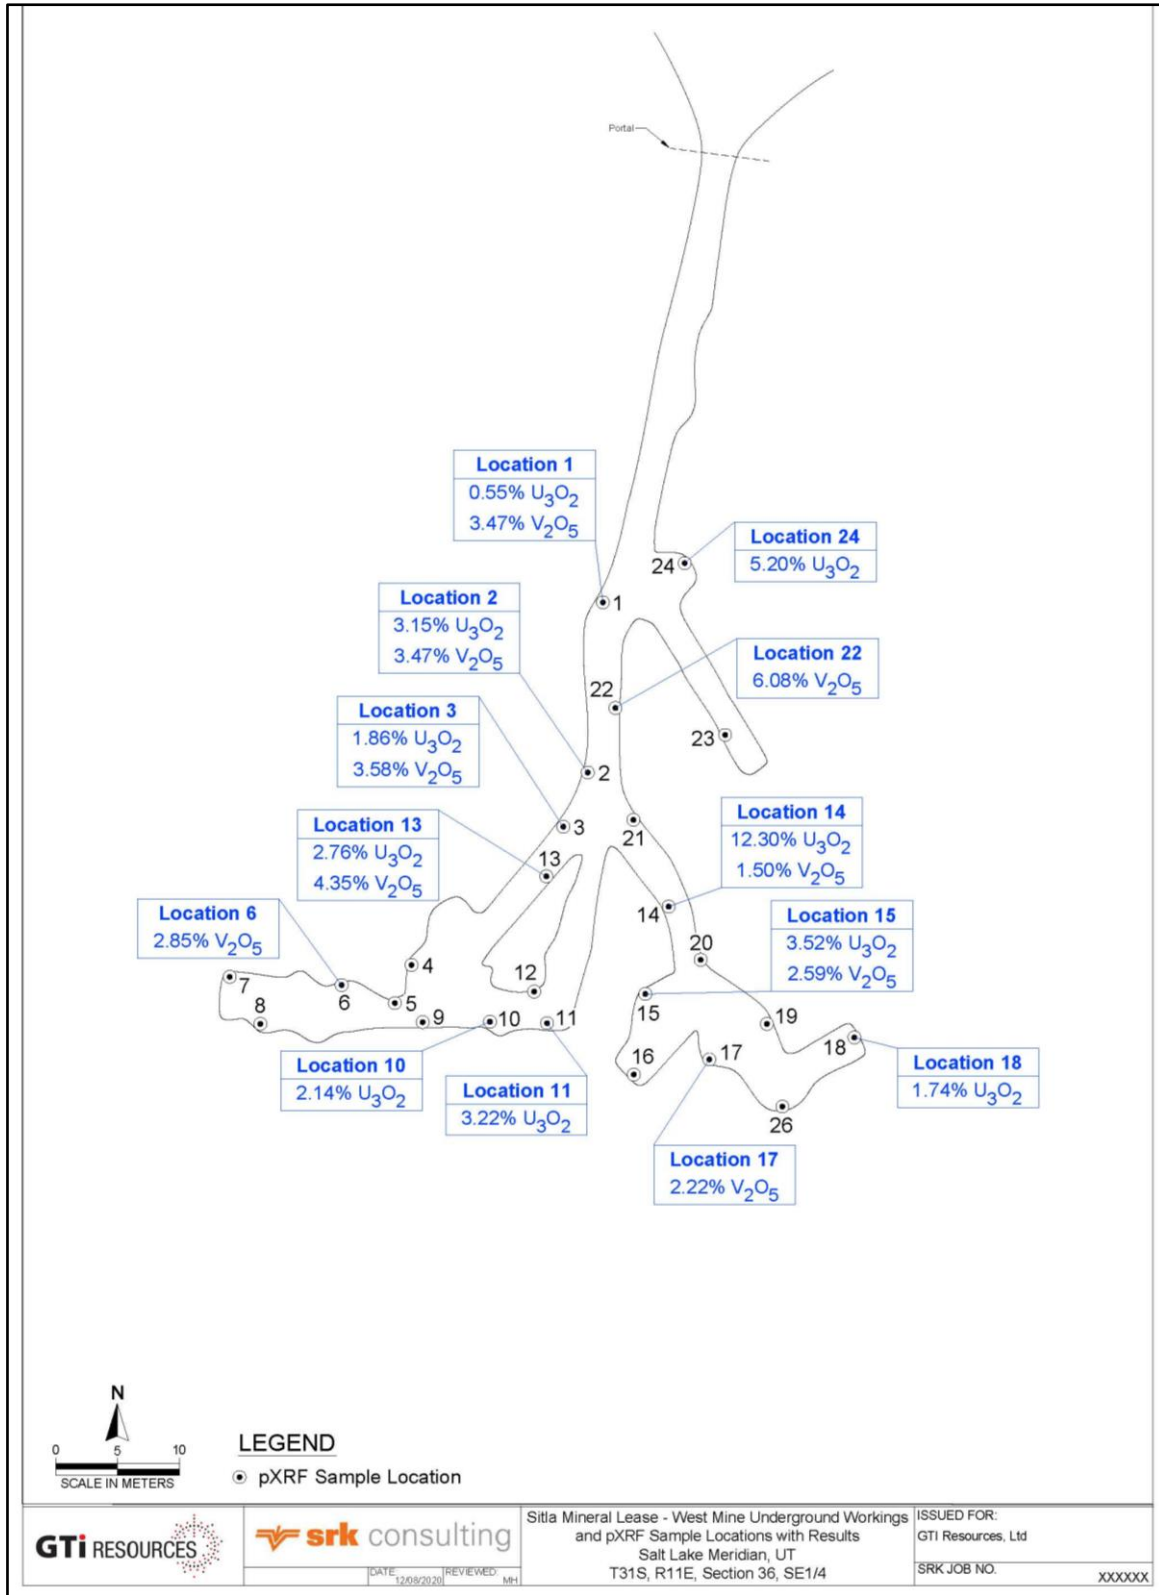 Portal
Location 1
0.55% U3O2
3.47% V2O5
Location 24
5.20% U3O2
24
1
Location 2
3.15% U3O2
3.47% V2O5
Location 22
6.08% V2O5
22
23
Location 3
1.86% U3O2
3.58% V2O5
2
3
21
Location 13
2.76% U3O2
4.35% V2O5
13
Location 14
12.30% U3O2
1.50% V2O5
14
Location 6
2.85% V2O5
Location 15
3.52% U3O2
2.59% V2O5
20
4
7
6
5
12
15
8
9
10
11
19
18
16
17
26
Location 10
2.14% U3O2
Location 11
3.22% U3O2
Location 18
1.74% U3O2
Location 17
2.22% V2O5
N
0 5 10
SCALE IN METERS
LEGEND
pXRF Sample Location
GTi RESOURCES
srk consulting
DATE: 12/08/2020 REVIEWED: MH
Sitla Mineral Lease - West Mine Underground Workings
and pXRF Sample Locations with Results
Salt Lake Meridian, UT
T31S, R11E, Section 36, SE1/4
ISSUED FOR:
GTI Resources, Ltd
SRK JOB NO.
XXXXXX